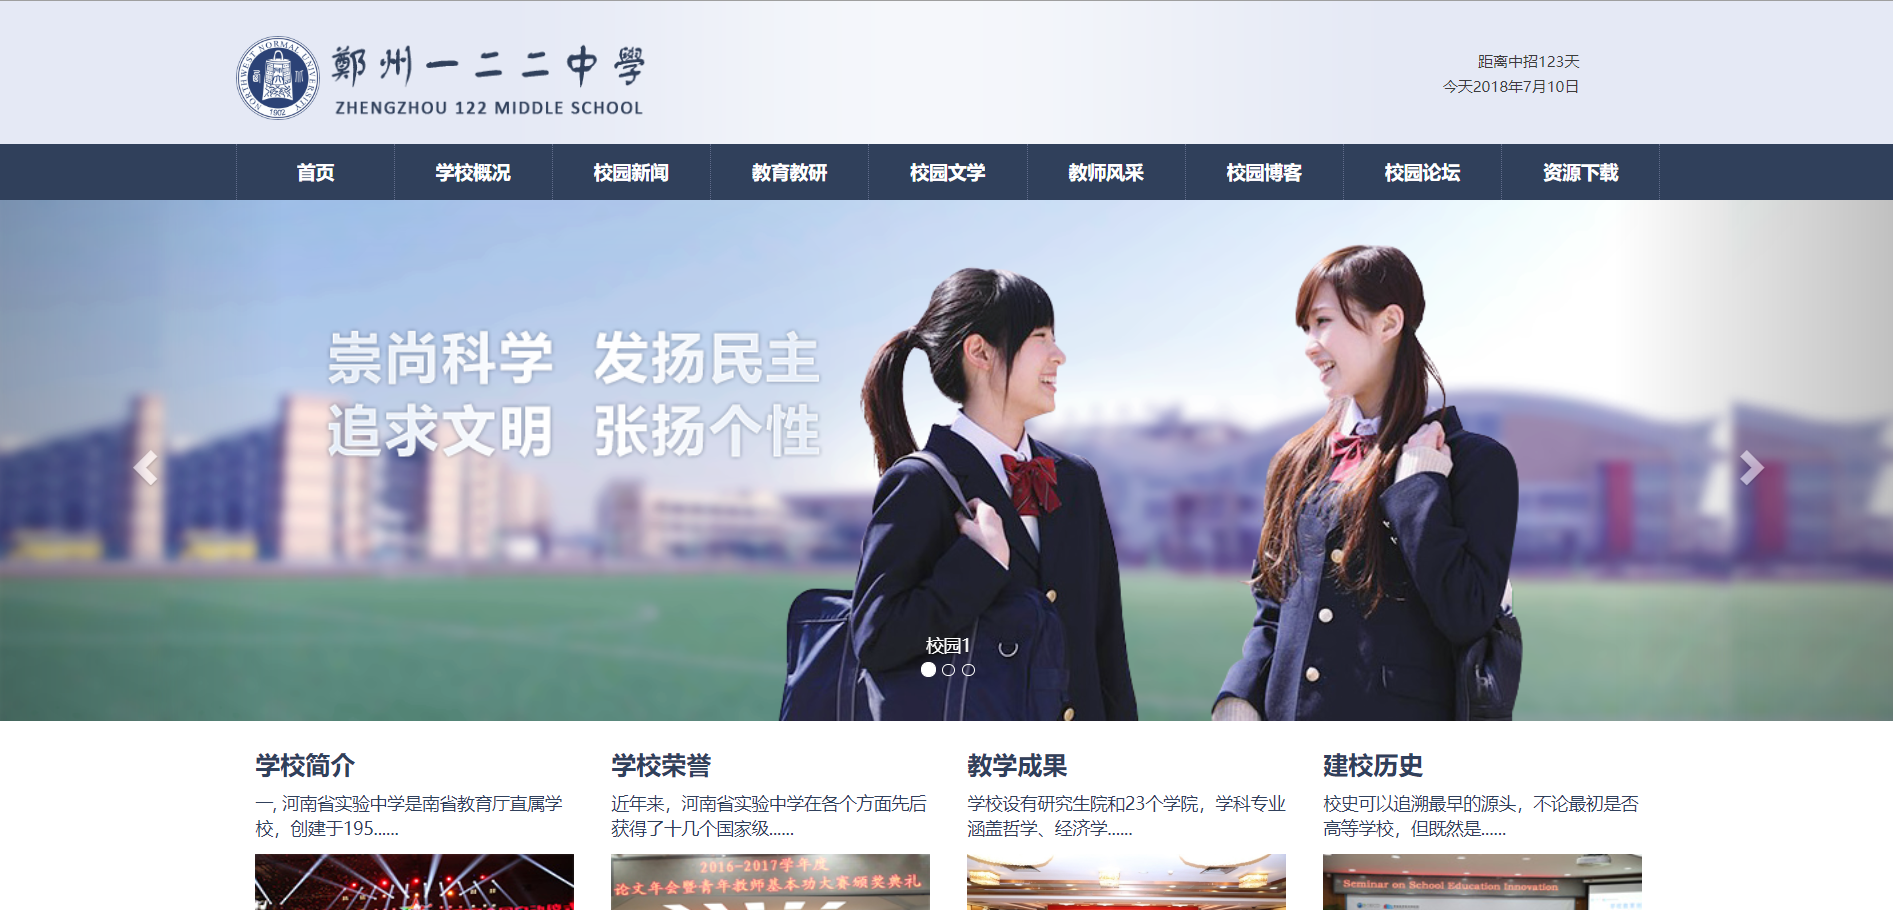 NORTHWEST NORMAL UNIVERSITY
1902
鄭州一二二中學
ZHENGZHOU 122 MIDDLE SCHOOL
距离中招123天
今天2018年7月10日
首页 学校概况 校园新闻 教育教研 校园文学 教师风采 校园博客 校园论坛 资源下载
崇尚科学 发扬民主
追求文明 张扬个性
校园1
学校简介
一, 河南省实验中学是南省教育厅直属学
校，创建于195......
学校荣誉
近年来，河南省实验中学在各个方面先后
获得了十几个国家级......
2016-2017学年度
论文年会暨青年教师基本功大赛颁奖典礼
教学成果
学校设有研究生院和23个学院，学科专业
涵盖哲学、经济学......
建校历史
校史可以追溯最早的源头，不论最初是否
高等学校，但既然是......
Seminar on School Education Innovation